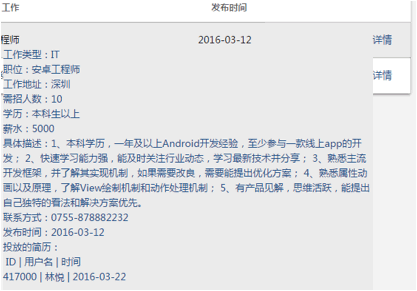 工作 发布时间
程师 2016-03-12 详情
工作类型：IT
职位：安卓工程师
工作地址：深圳 详情
需招人数：10
学历：本科生以上
薪水：5000
具体描述：1、本科学历，一年及以上Android开发经验，至少参与一款线上app的开
发； 2、快速学习能力强，能及时关注行业动态，学习最新技术并分享； 3、熟悉主流
开发框架，并了解其实现机制，如果需要改良，需要能提出优化方案； 4、熟悉属性动
画以及原理，了解View绘制机制和动作处理机制； 5、有产品见解，思维活跃，能提出
自己独特的看法和解决方案优先。
联系方式：0755-878882232
发布时间：2016-03-12
投放的简历：
ID | 用户名 | 时间
417000 | 林悦 | 2016-03-22